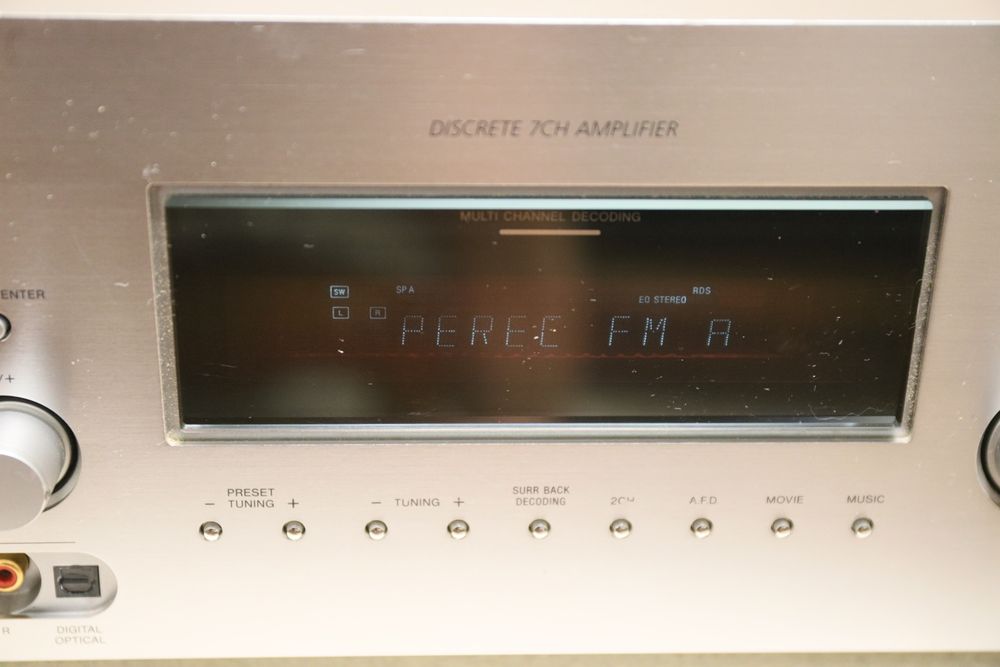 DISCRETE 7CH AMPLIFIER
MULTI CHANNEL DECODING
SW
SP A
RDS
EQ STEREO
L R
PEREC FM A
ENTER
/+
PRESET
- TUNING +
- TUNING +
SURR BACK
DECODING
2CH
A.F.D.
MOVIE
MUSIC
R
DIGITAL
OPTICAL